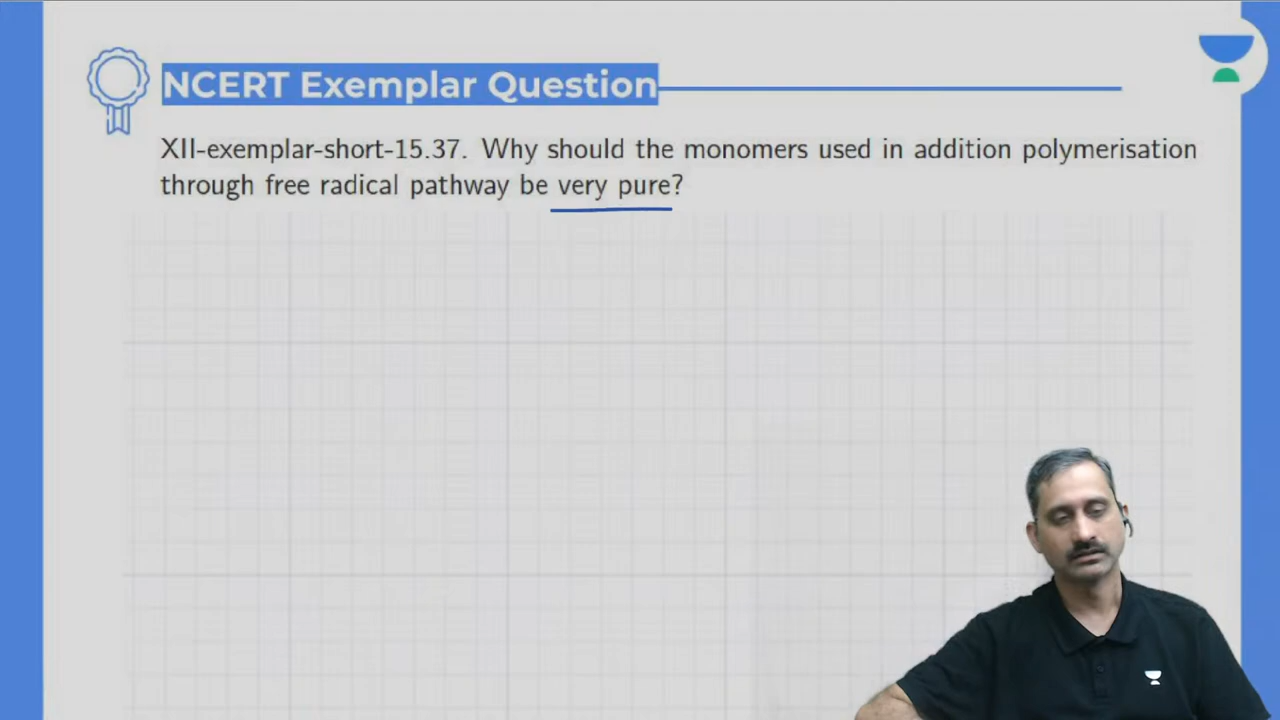 NCERT Exemplar Question
XII-exemplar-short-15.37. Why should the monomers used in addition polymerisation
through free radical pathway be very pure?